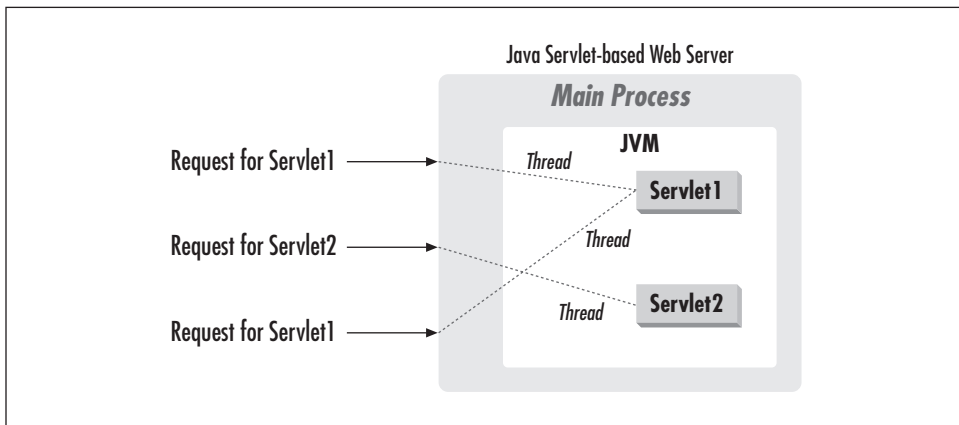 Java Servlet-based Web Server
Main Process
JVM
Request for Servlet1
Thread
Servlet1
Request for Servlet2
Thread
Thread
Servlet2
Request for Servlet1